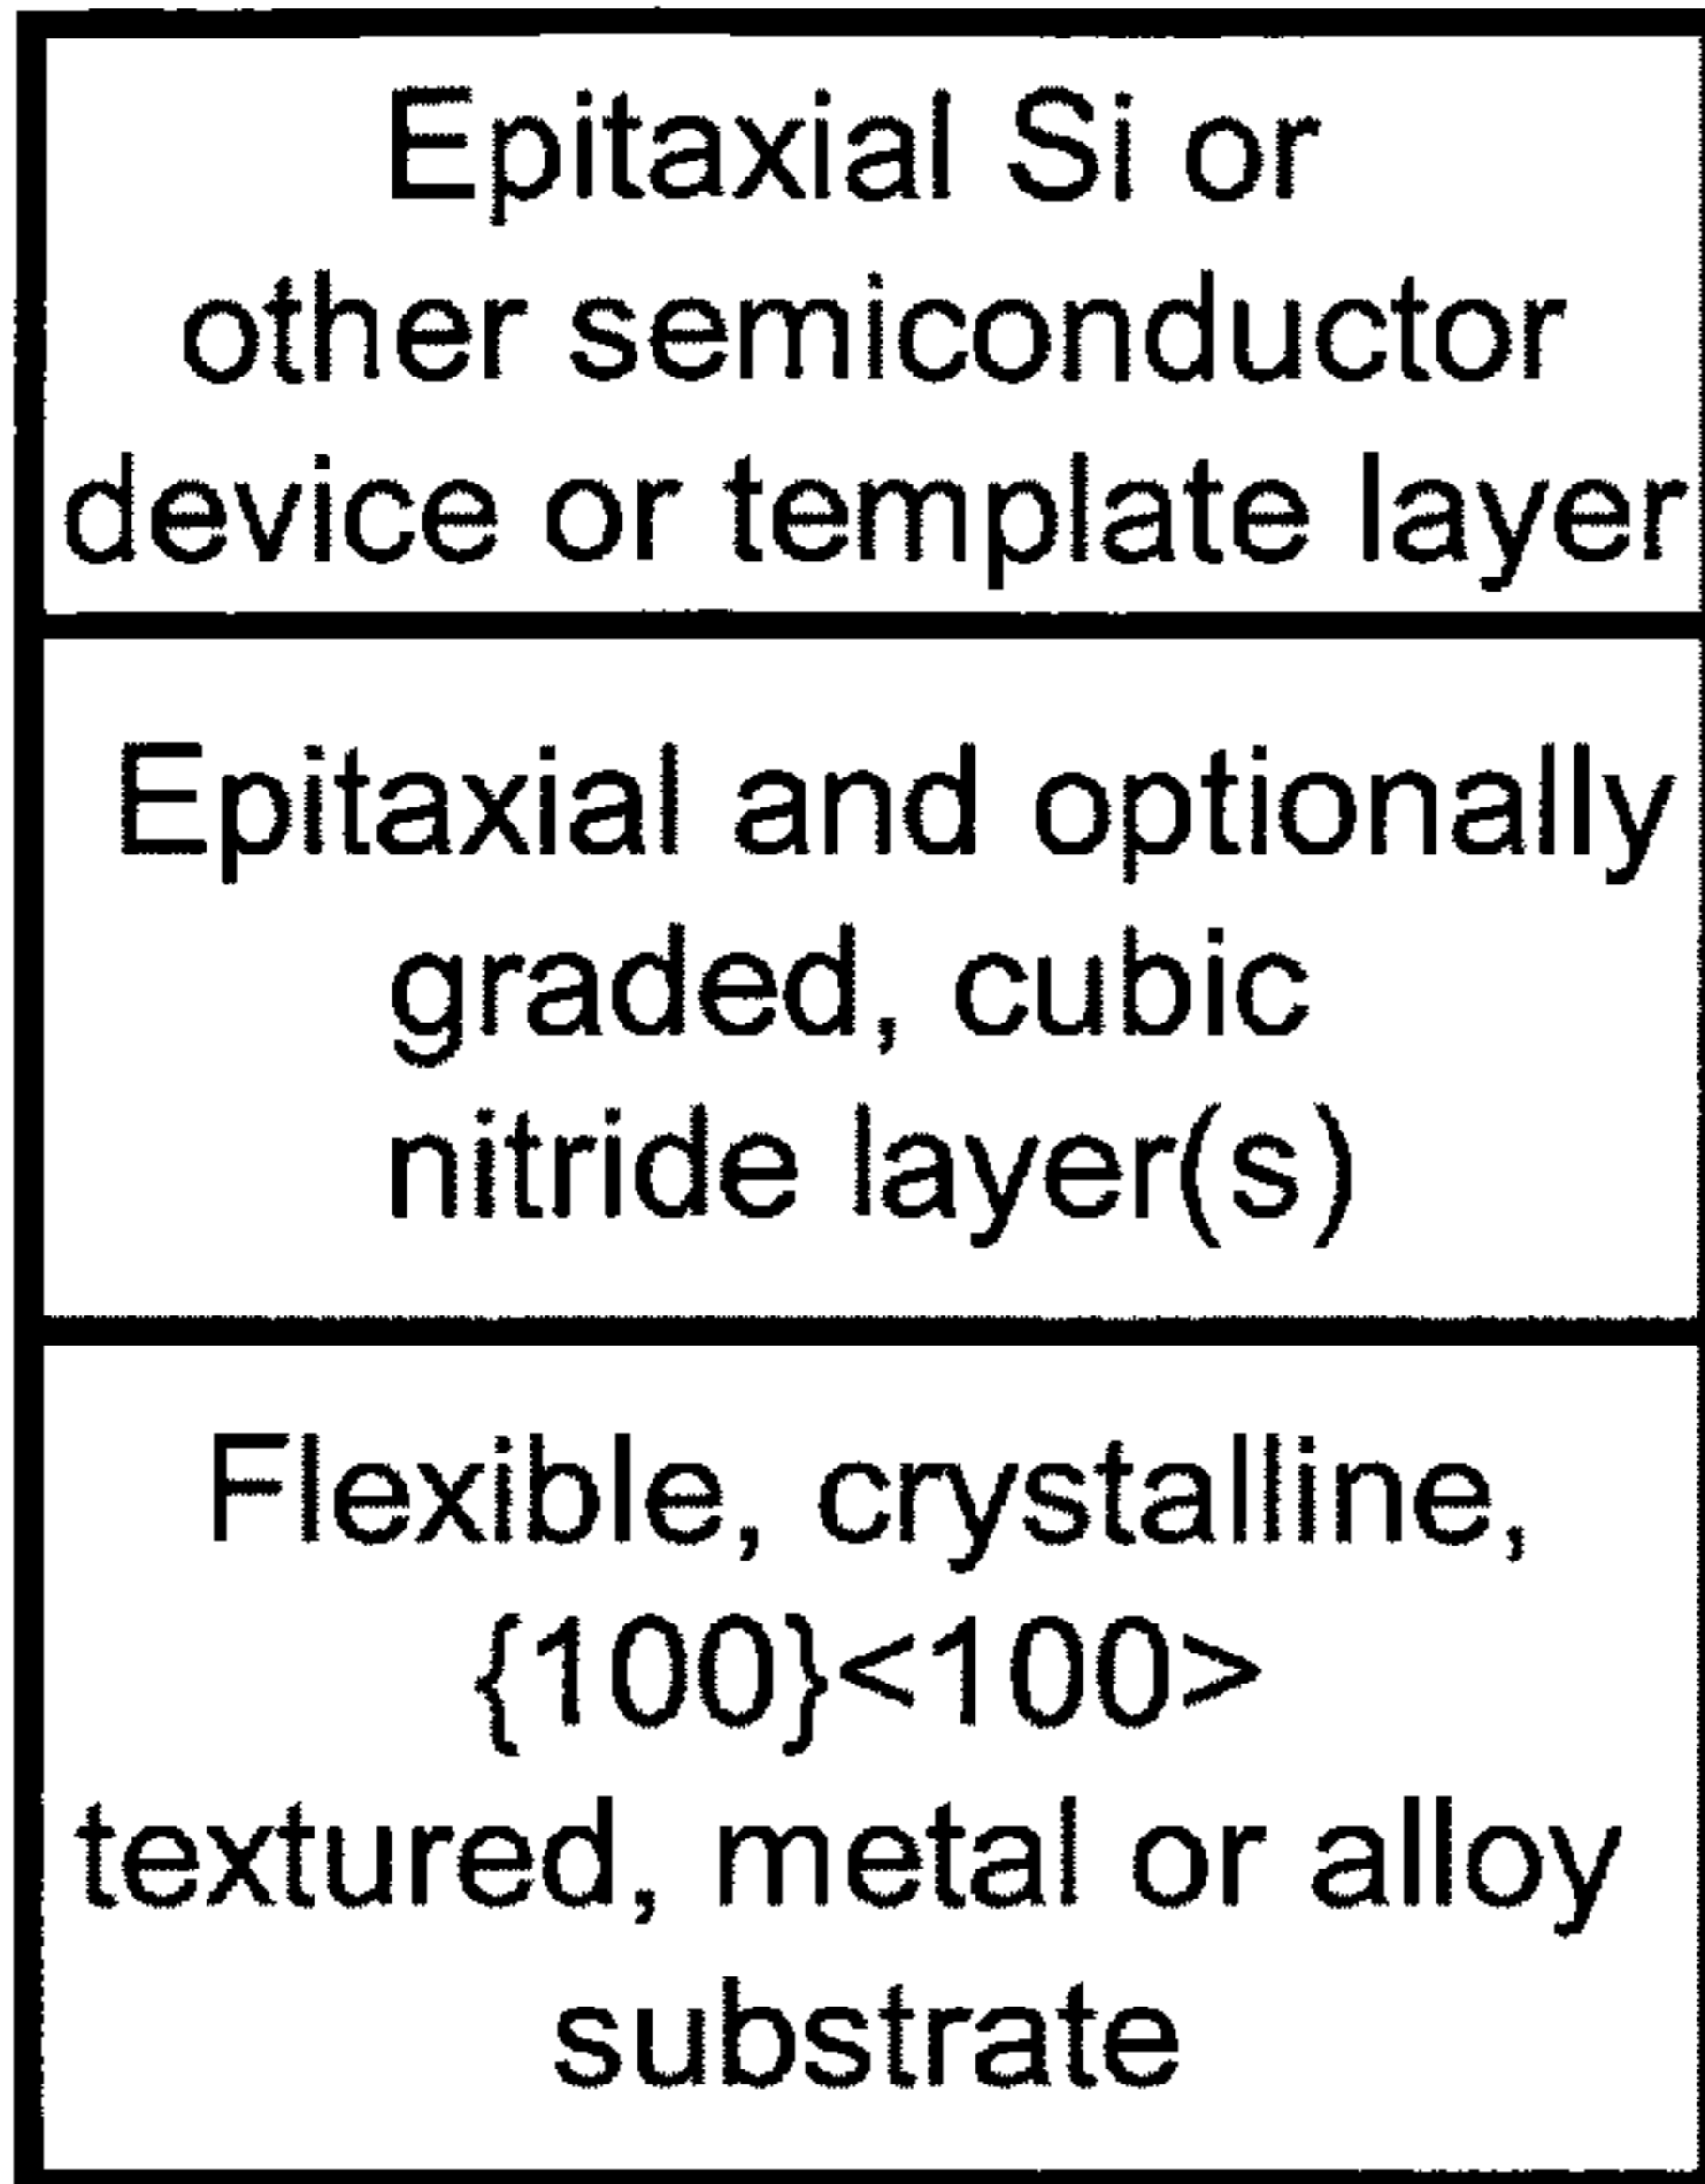 Epitaxial Si or
other semiconductor
device or template layer
Epitaxial and optionally
graded, cubic
nitride layer(s)
Flexible, crystalline,
{100}<100>
textured, metal or alloy
substrate